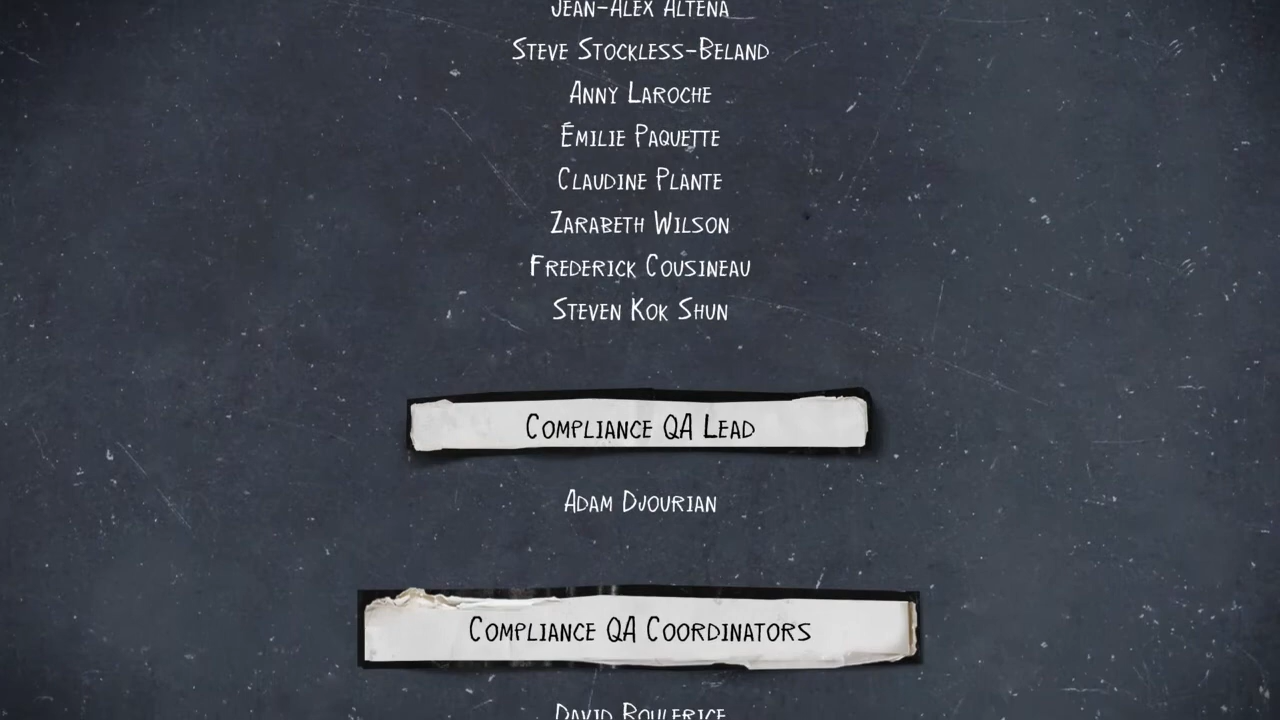 Jean-Alex Altena
Steve Stockless-Beland
Anny Laroche
Émilie Paquette
Claudine Plante
Zarabeth Wilson
Frederick Cousineau
Steven Kok Shun
Compliance QA Lead
Adam Djourian
Compliance QA Coordinators
David Boulerice